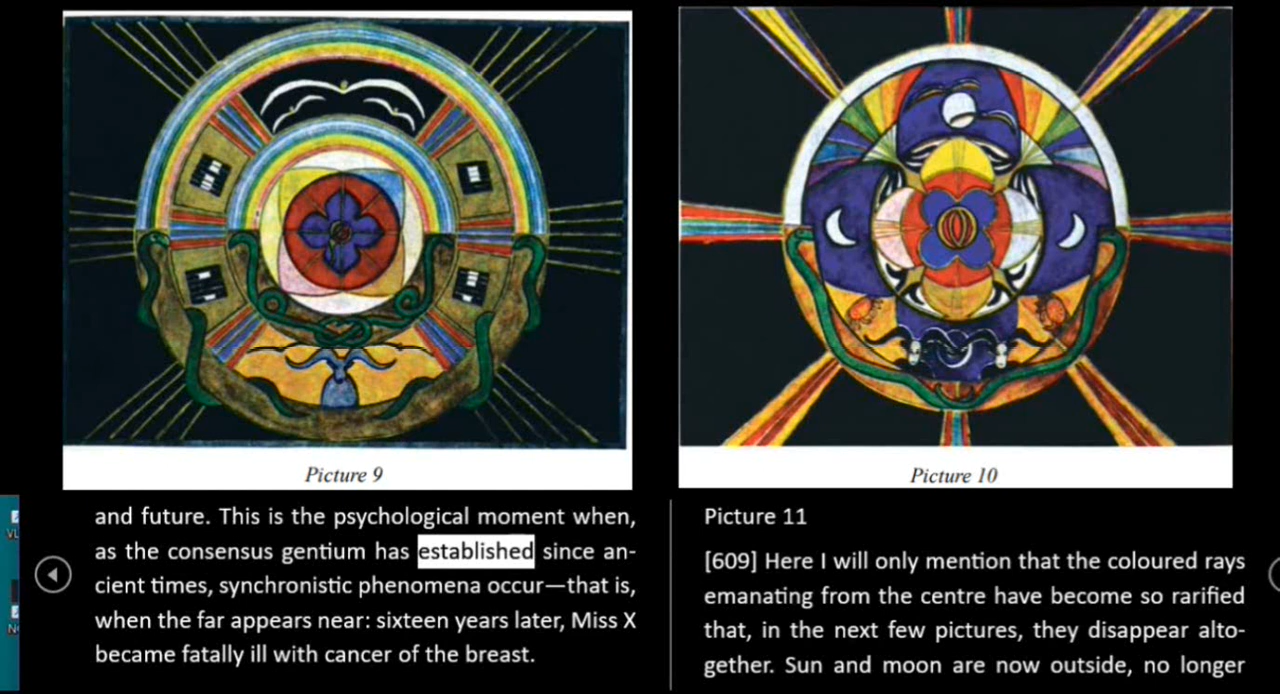 Picture 9
Picture 10
and future. This is the psychological moment when,
as the consensus gentium has established since an-
cient times, synchronistic phenomena occur—that is,
when the far appears near: sixteen years later, Miss X
became fatally ill with cancer of the breast.
Picture 11
[609] Here I will only mention that the coloured rays
emanating from the centre have become so rarified
that, in the next few pictures, they disappear alto-
gether. Sun and moon are now outside, no longer